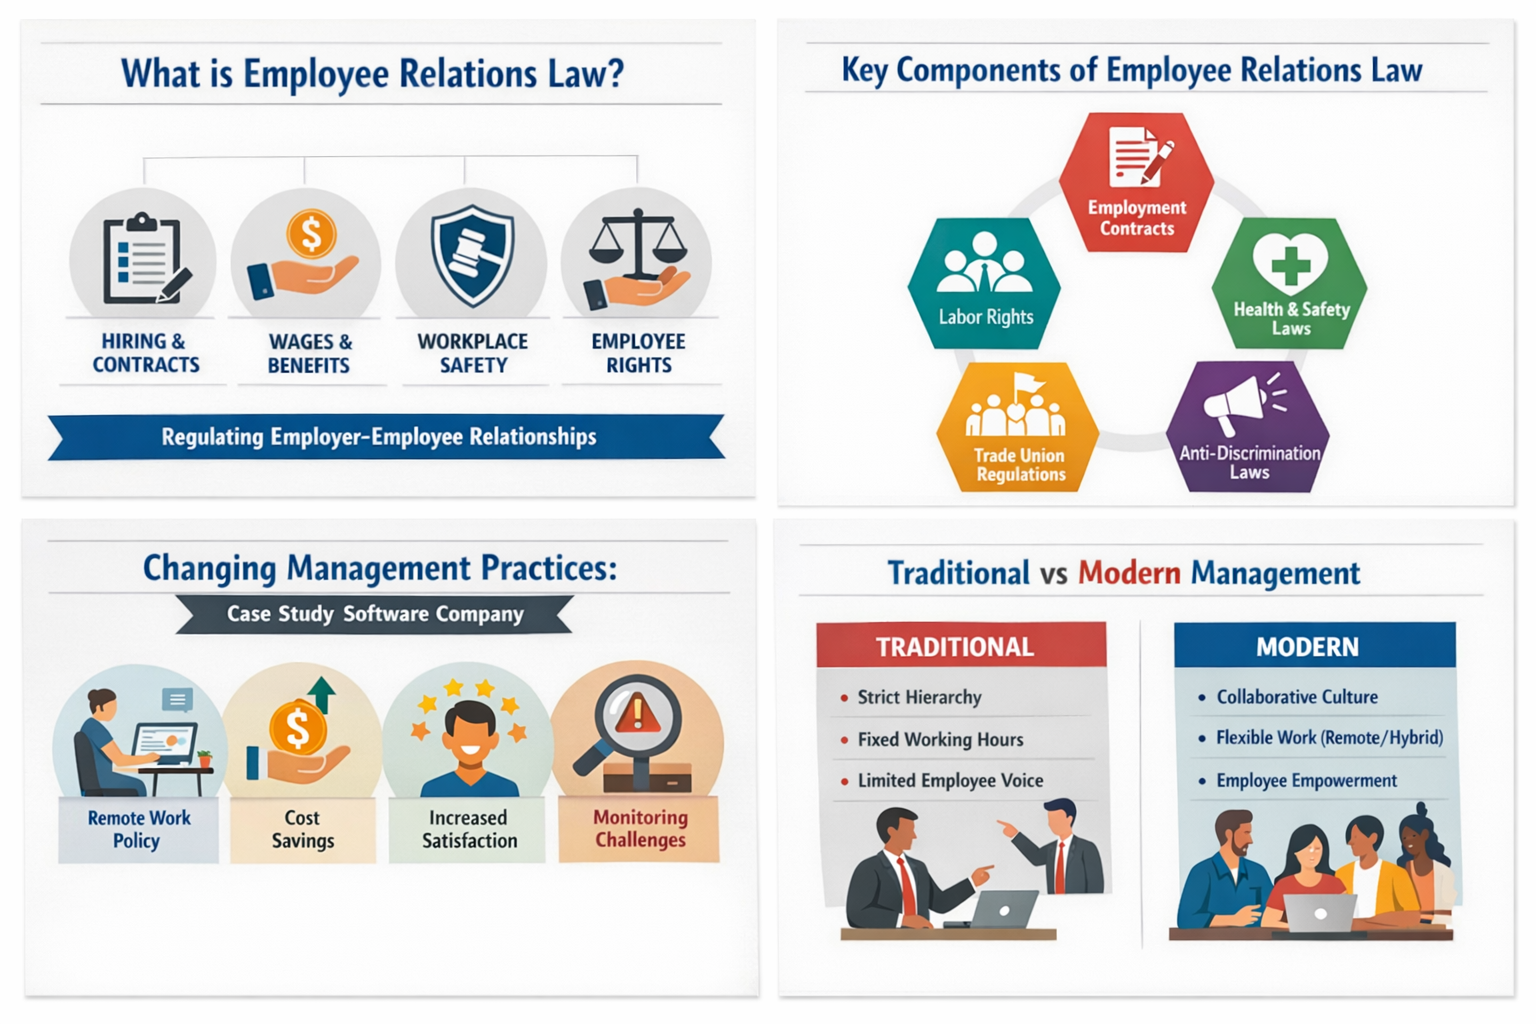 What is Employee Relations Law?
HIRING &
CONTRACTS
WAGES &
BENEFITS
WORKPLACE
SAFETY
EMPLOYEE
RIGHTS
Regulating Employer-Employee Relationships
Key Components of Employee Relations Law
Employment
Contracts
Labor Rights
Health & Safety
Laws
Trade Union
Regulations
Anti-Discrimination
Laws
Changing Management Practices:
Case Study Software Company
Remote Work
Policy
Cost
Savings
Increased
Satisfaction
Monitoring
Challenges
Traditional vs Modern Management
TRADITIONAL
• Strict Hierarchy
• Fixed Working Hours
• Limited Employee Voice
MODERN
• Collaborative Culture
• Flexible Work (Remote/Hybrid)
• Employee Empowerment